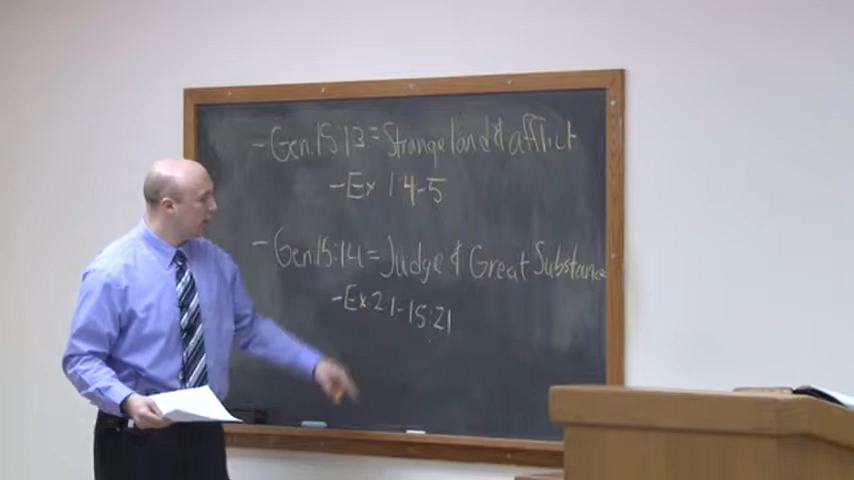 - Gen. 15:13 = Strange land & afflict
- Ex 1:4-5
- Gen. 15:14 = Judge & Great Substance
- Ex. 2:1-15:21